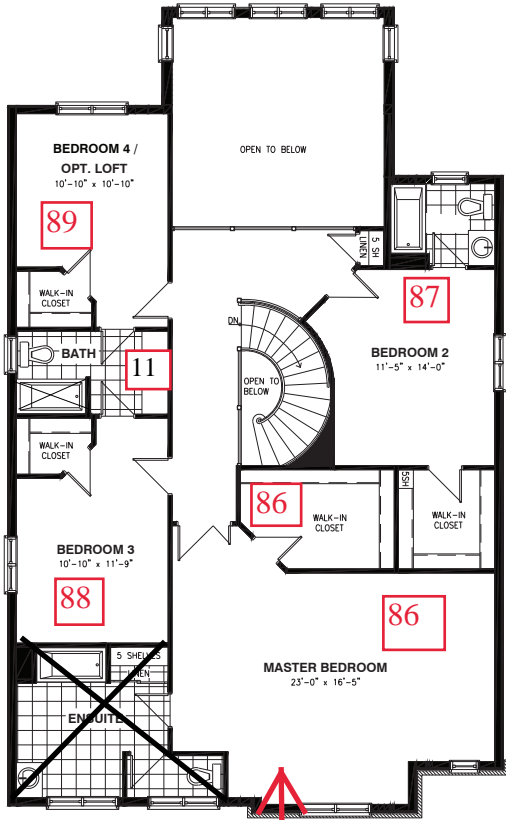 BEDROOM 4 /
OPT. LOFT
10'-10" x 10'-10"
89
OPEN TO BELOW
5 SH
LINEN
WALK-IN
CLOSET
87
BEDROOM 2
11'-5" x 14'-0"
DN.
BATH
11
OPEN TO
BELOW
WALK-IN
CLOSET
5SH
WALK-IN
CLOSET
86
WALK-IN
CLOSET
BEDROOM 3
10'-10" x 11'-9"
88
86
MASTER BEDROOM
23'-0" x 16'-5"
5 SHELVES
LINEN
ENSUITE